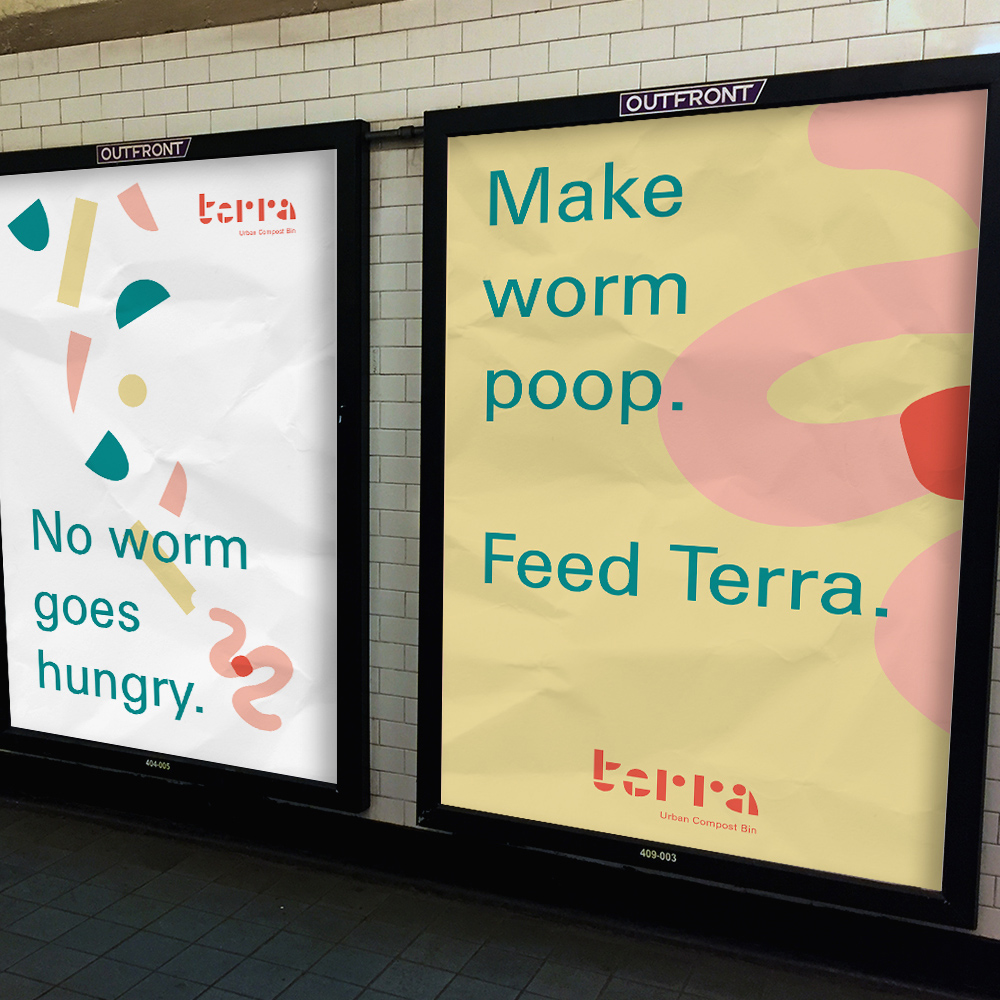 OUTFRONT
terra
Urban Compost Bin
No worm
goes
hungry.
404-005
OUTFRONT
Make
worm
poop.
Feed Terra.
terra
Urban Compost Bin
409-003